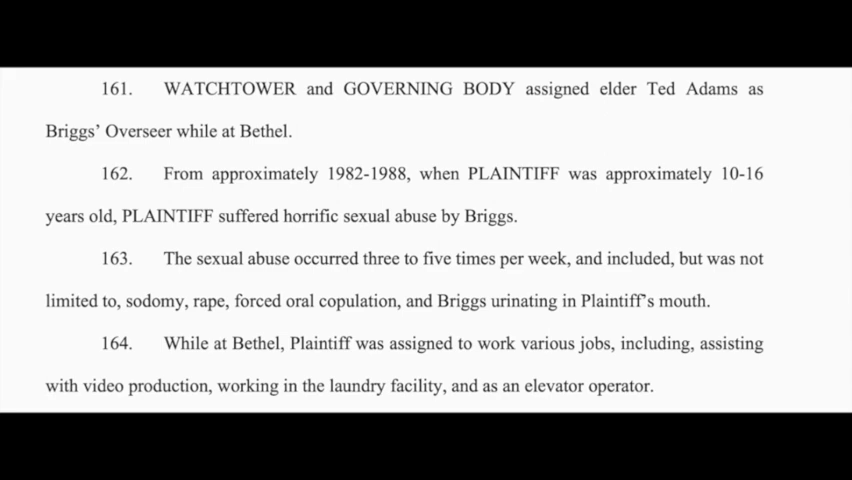 161. WATCHTOWER and GOVERNING BODY assigned elder Ted Adams as
Briggs' Overseer while at Bethel.
162. From approximately 1982-1988, when PLAINTIFF was approximately 10-16
years old, PLAINTIFF suffered horrific sexual abuse by Briggs.
163. The sexual abuse occurred three to five times per week, and included, but was not
limited to, sodomy, rape, forced oral copulation, and Briggs urinating in Plaintiff's mouth.
164. While at Bethel, Plaintiff was assigned to work various jobs, including, assisting
with video production, working in the laundry facility, and as an elevator operator.